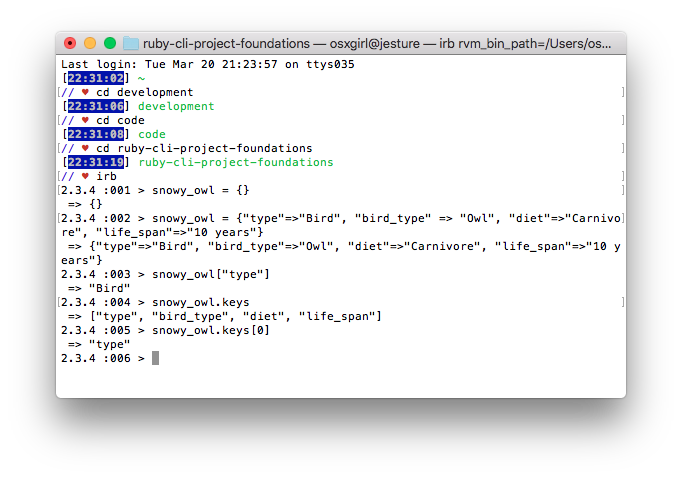 ruby-cli-project-foundations — osxgirl@jesture — irb rvm_bin_path=/Users/os...
Last login: Tue Mar 20 21:23:57 on ttys035
[22:31:02] ~
[// ♥ cd development ]
[22:31:06] development
[// ♥ cd code ]
[22:31:08] code
[// ♥ cd ruby-cli-project-foundations ]
[22:31:19] ruby-cli-project-foundations
[// ♥ irb ]
[2.3.4 :001 > snowy_owl = {} ]
 => {}
[2.3.4 :002 > snowy_owl = {"type"=>"Bird", "bird_type" => "Owl", "diet"=>"Carnivo]
re", "life_span"=>"10 years"}
 => {"type"=>"Bird", "bird_type"=>"Owl", "diet"=>"Carnivore", "life_span"=>"10 y
ears"}
2.3.4 :003 > snowy_owl["type"]
 => "Bird"
[2.3.4 :004 > snowy_owl.keys ]
 => ["type", "bird_type", "diet", "life_span"]
2.3.4 :005 > snowy_owl.keys[0]
 => "type"
2.3.4 :006 >